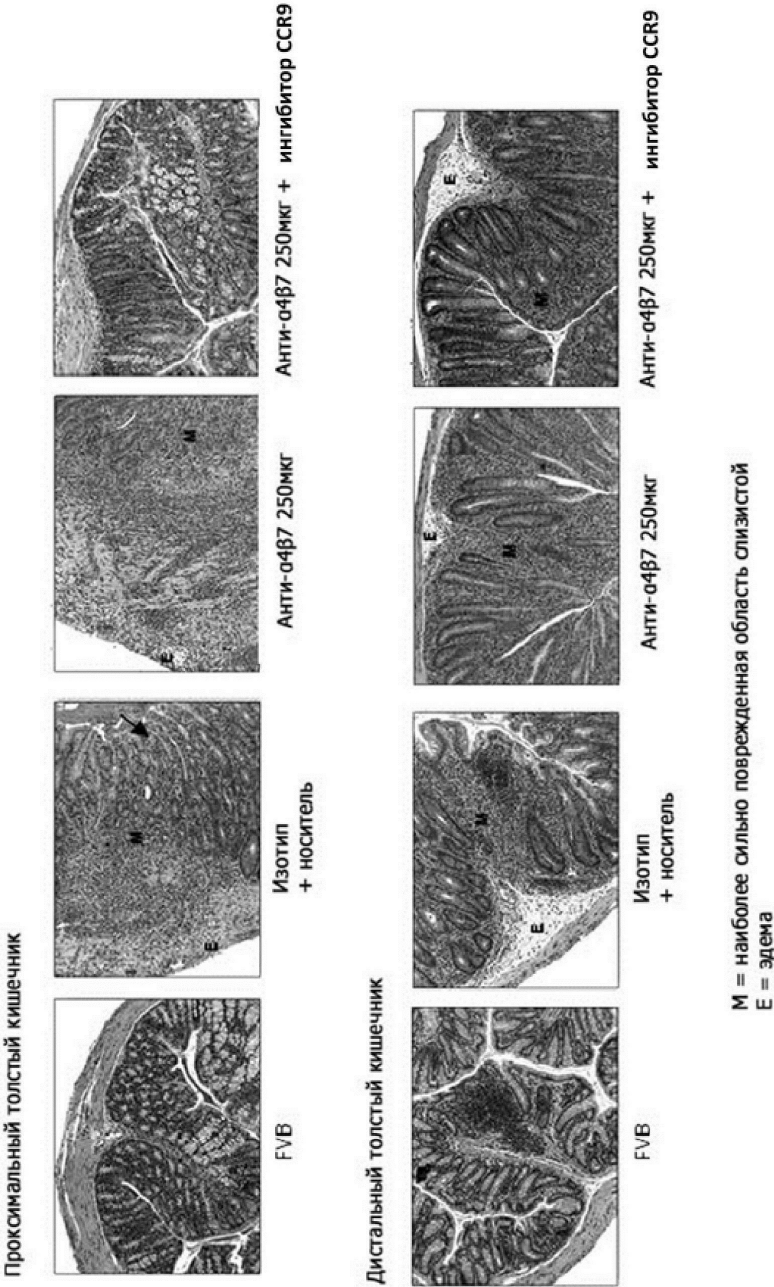 Проксимальный толстый кишечник
E
M
E
M
FVB
Изотип
+ носитель
Анти-α4β7 250мкг
Анти-α4β7 250мкг + ингибитор CCR9
Дистальный толстый кишечник
E
M
E
M
E
M
FVB
Изотип
+ носитель
Анти-α4β7 250мкг
Анти-α4β7 250мкг + ингибитор CCR9
M = наиболее сильно поврежденная область слизистой
E = эдема